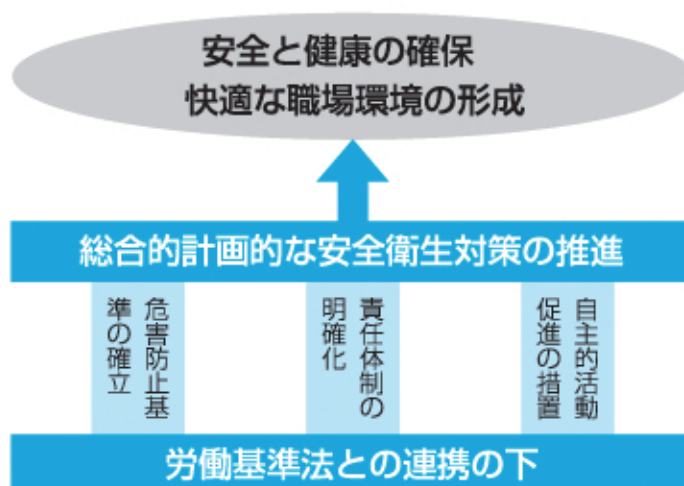 安全と健康の確保
快適な職場環境の形成
総合的計画的な安全衛生対策の推進
危害防止基
準の確立
責任体制の
明確化
自主的活動
促進の措置
労働基準法との連携の下